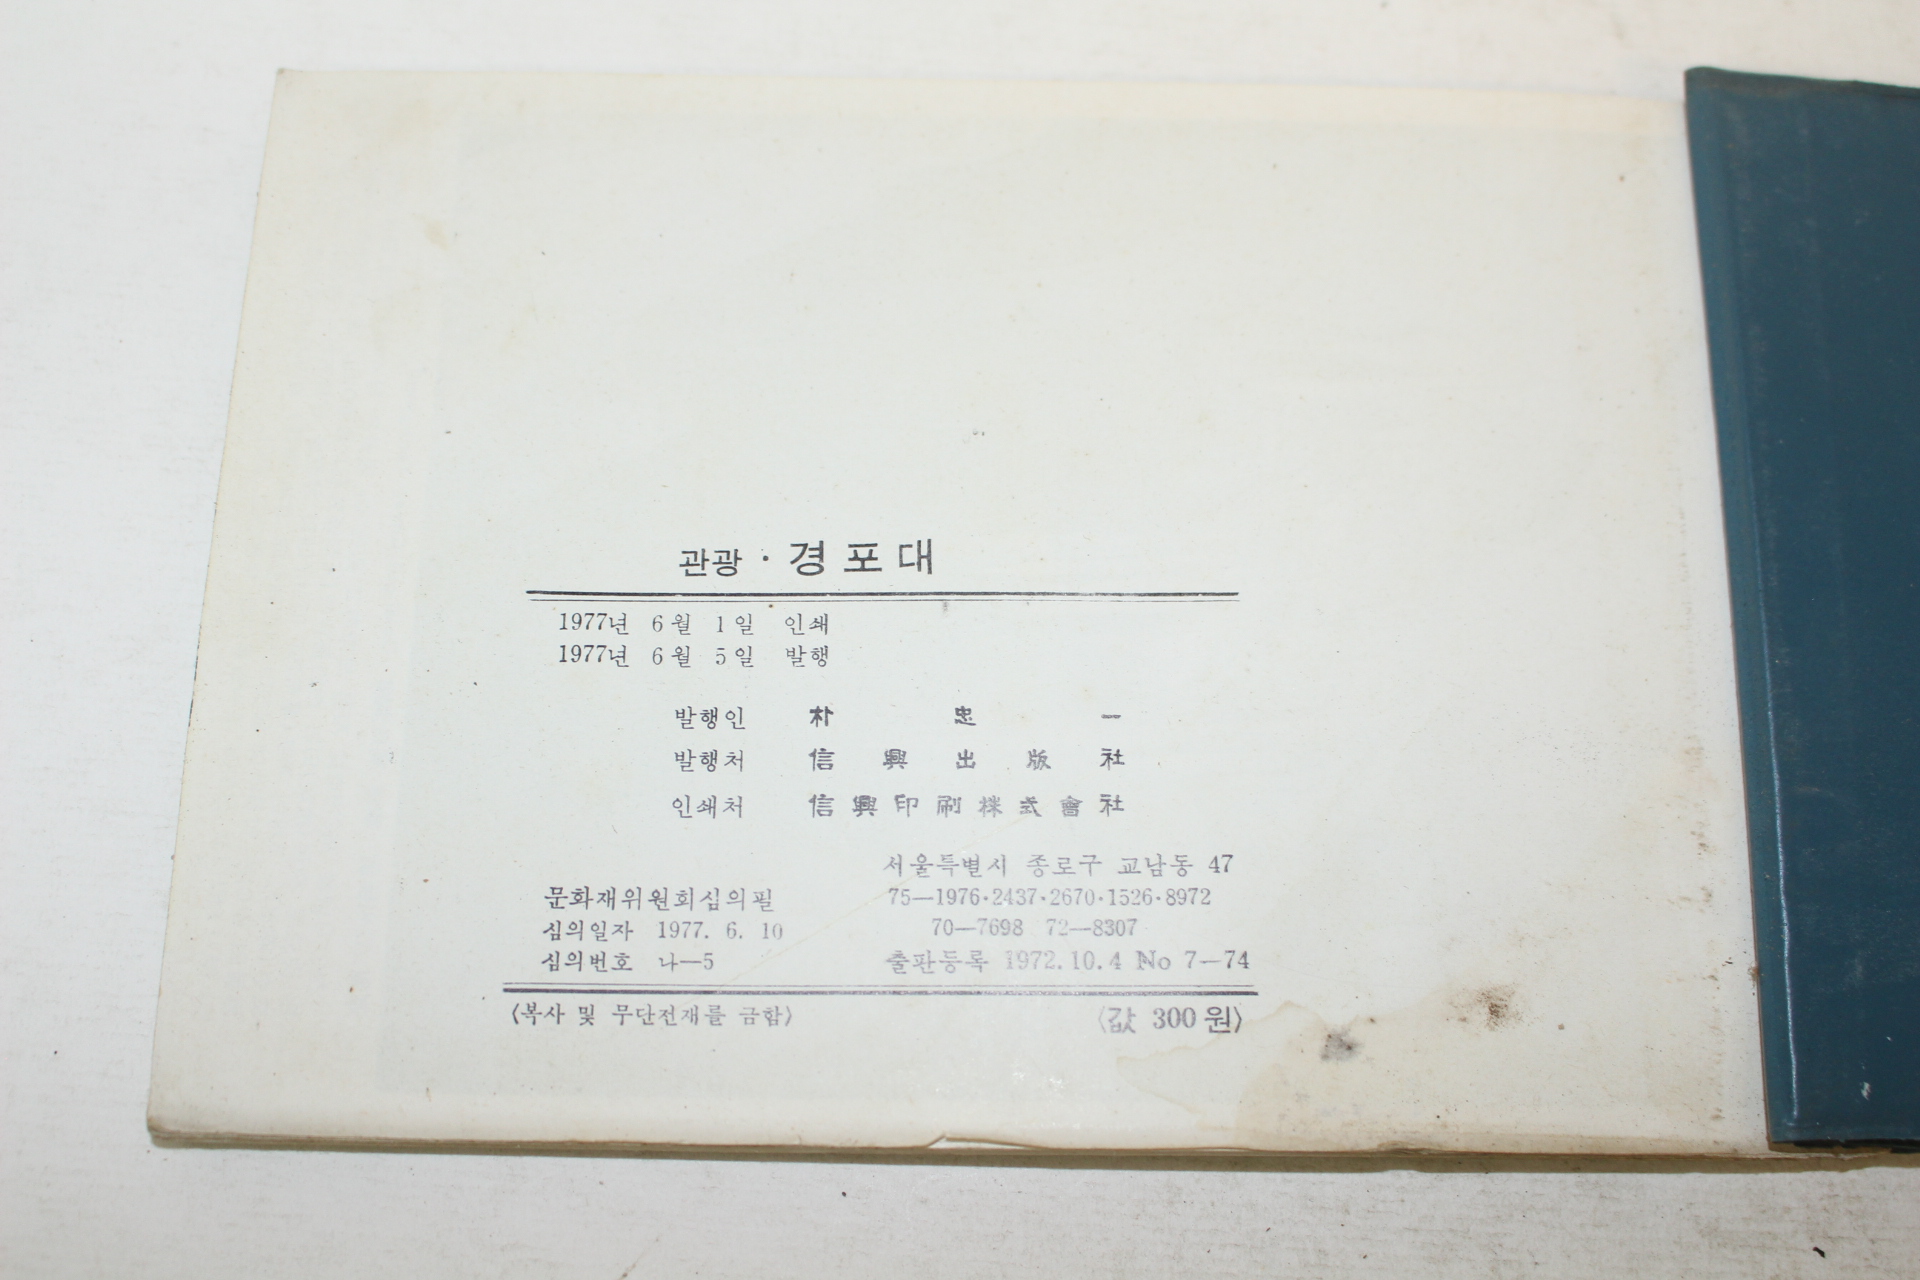 관광·경포대
1977년 6월 1일 인쇄
1977년 6월 5일 발행
발행인 朴忠一
발행처 信興出版社
인쇄처 信興印刷株式會社
서울특별시 종로구 교남동 47
75—1976·2437·2670·1526·8972
70—7698 72—8307
출판등록 1972.10.4 No 7—74
문화재위원회심의필
심의일자 1977. 6. 10
심의번호 나—5
〈복사 및 무단전재를 금함〉
〈값 300원〉